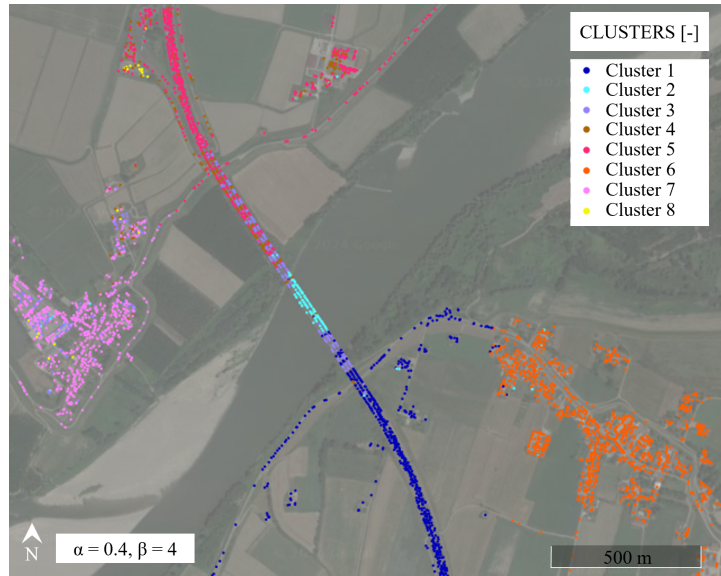 CLUSTERS [-]
Cluster 1
Cluster 2
Cluster 3
Cluster 4
Cluster 5
Cluster 6
Cluster 7
Cluster 8
N
α = 0.4, β = 4
500 m